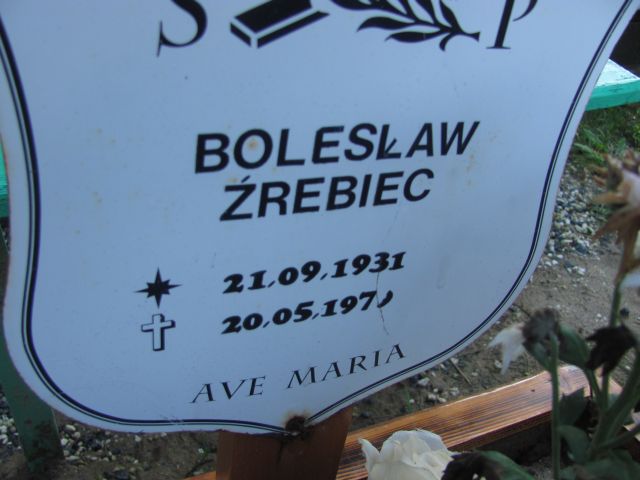 S P
BOLESŁAW
ŹREBIEC
21.09.1931
20.05.197
AVE MARIA